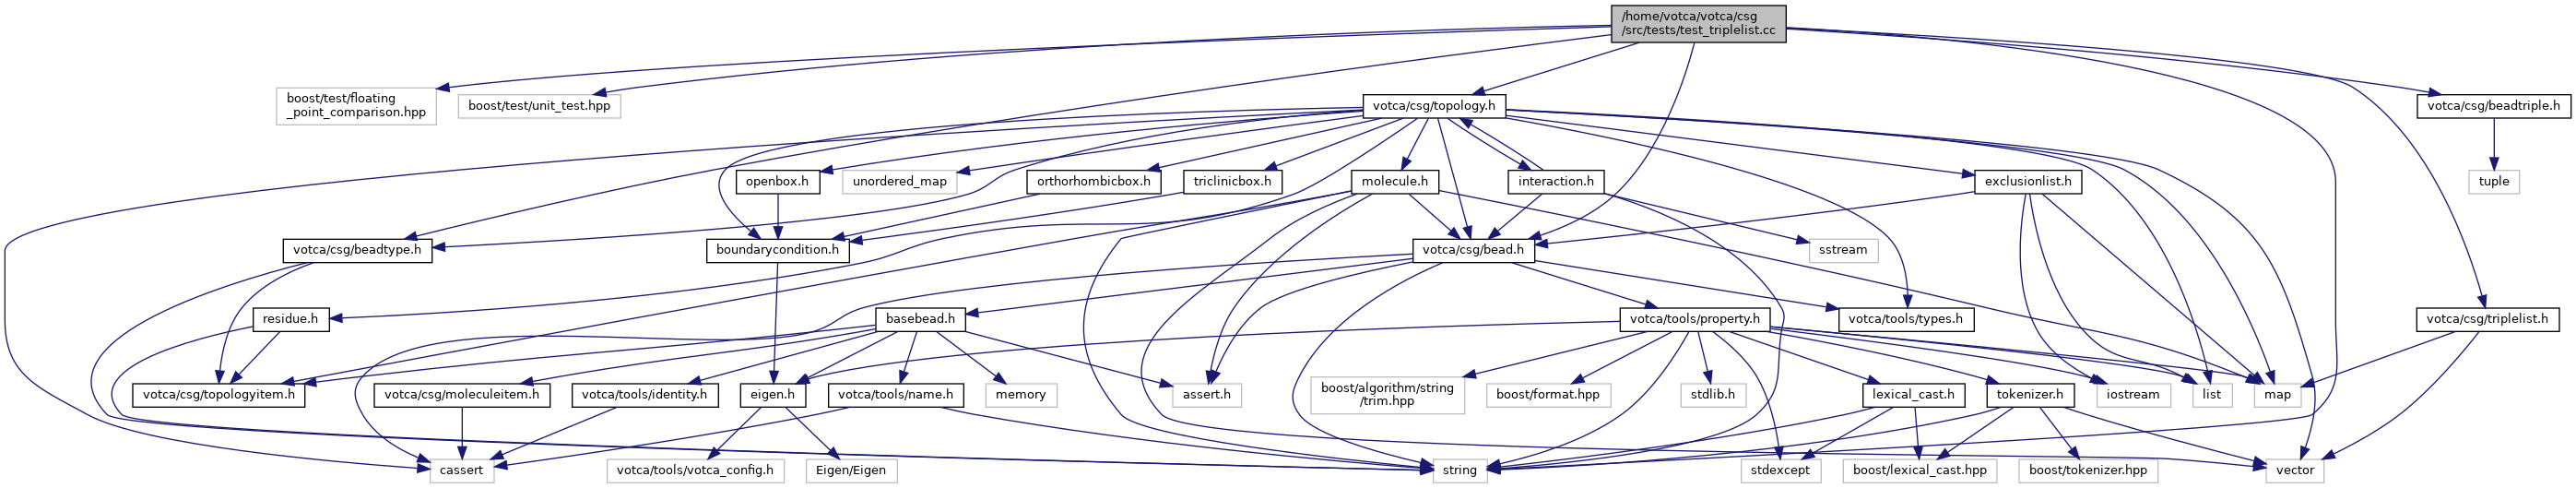 /home/votca/votca/csg
/src/tests/test_triplelist.cc
boost/test/floating
_point_comparison.hpp
boost/test/unit_test.hpp
votca/csg/topology.h
votca/csg/beadtriple.h
openbox.h
unordered_map
orthorhombicbox.h
triclinicbox.h
molecule.h
interaction.h
exclusionlist.h
tuple
votca/csg/beadtype.h
boundarycondition.h
votca/csg/bead.h
sstream
residue.h
basebead.h
votca/tools/property.h
votca/tools/types.h
votca/csg/triplelist.h
votca/csg/topologyitem.h
votca/csg/moleculeitem.h
votca/tools/identity.h
eigen.h
votca/tools/name.h
memory
assert.h
boost/algorithm/string
/trim.hpp
boost/format.hpp
stdlib.h
lexical_cast.h
tokenizer.h
iostream
list
map
cassert
votca/tools/votca_config.h
Eigen/Eigen
string
stdexcept
boost/lexical_cast.hpp
boost/tokenizer.hpp
vector